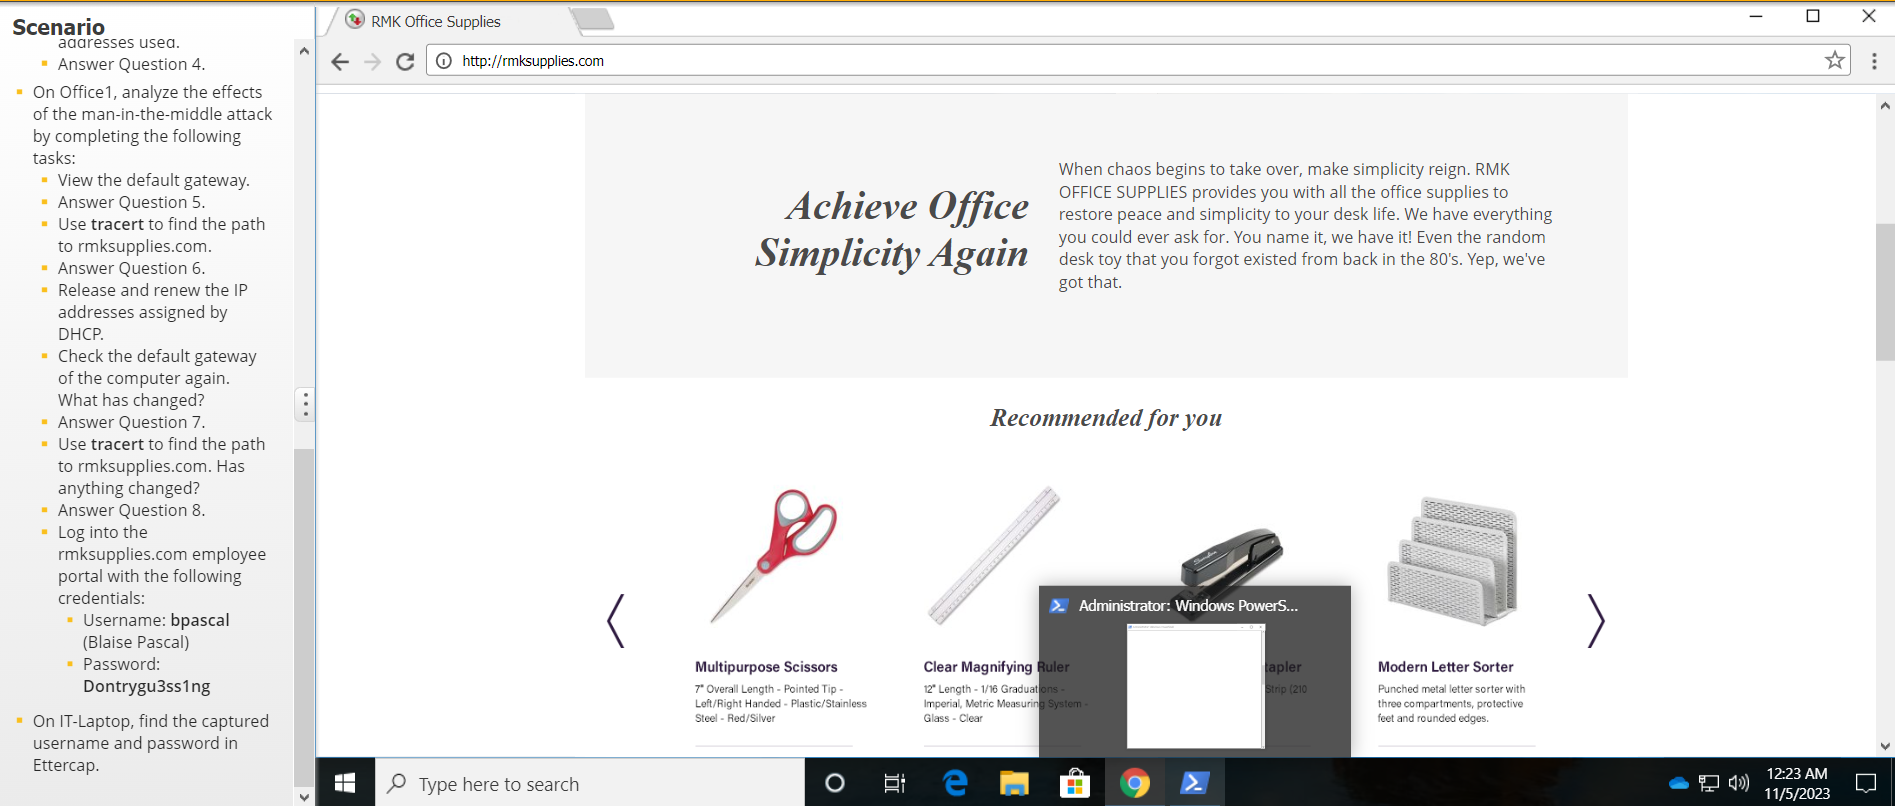 Scenario
addresses used.
Answer Question 4.
On Office1, analyze the effects
of the man-in-the-middle attack
by completing the following
tasks:
View the default gateway.
Answer Question 5.
Use tracert to find the path
to rmksupplies.com.
Answer Question 6.
Release and renew the IP
addresses assigned by
DHCP.
Check the default gateway
of the computer again.
What has changed?
Answer Question 7.
Use tracert to find the path
to rmksupplies.com. Has
anything changed?
Answer Question 8.
Log into the
rmksupplies.com employee
portal with the following
credentials:
Username: bpascal
(Blaise Pascal)
Password:
Dontrygu3ss1ng
On IT-Laptop, find the captured
username and password in
Ettercap.
RMK Office Supplies
http://rmksupplies.com
Achieve Office
Simplicity Again
When chaos begins to take over, make simplicity reign. RMK
OFFICE SUPPLIES provides you with all the office supplies to
restore peace and simplicity to your desk life. We have everything
you could ever ask for. You name it, we have it! Even the random
desk toy that you forgot existed from back in the 80's. Yep, we've
got that.
Recommended for you
Multipurpose Scissors
7" Overall Length - Pointed Tip -
Left/Right Handed - Plastic/Stainless
Steel - Red/Silver
Clear Magnifying Ruler
12" Length - 1/16 Graduations -
Imperial, Metric Measuring System -
Glass - Clear
tapler
Strip (210
Modern Letter Sorter
Punched metal letter sorter with
three compartments, protective
feet and rounded edges.
Administrator: Windows PowerS...
Type here to search
12:23 AM
11/5/2023